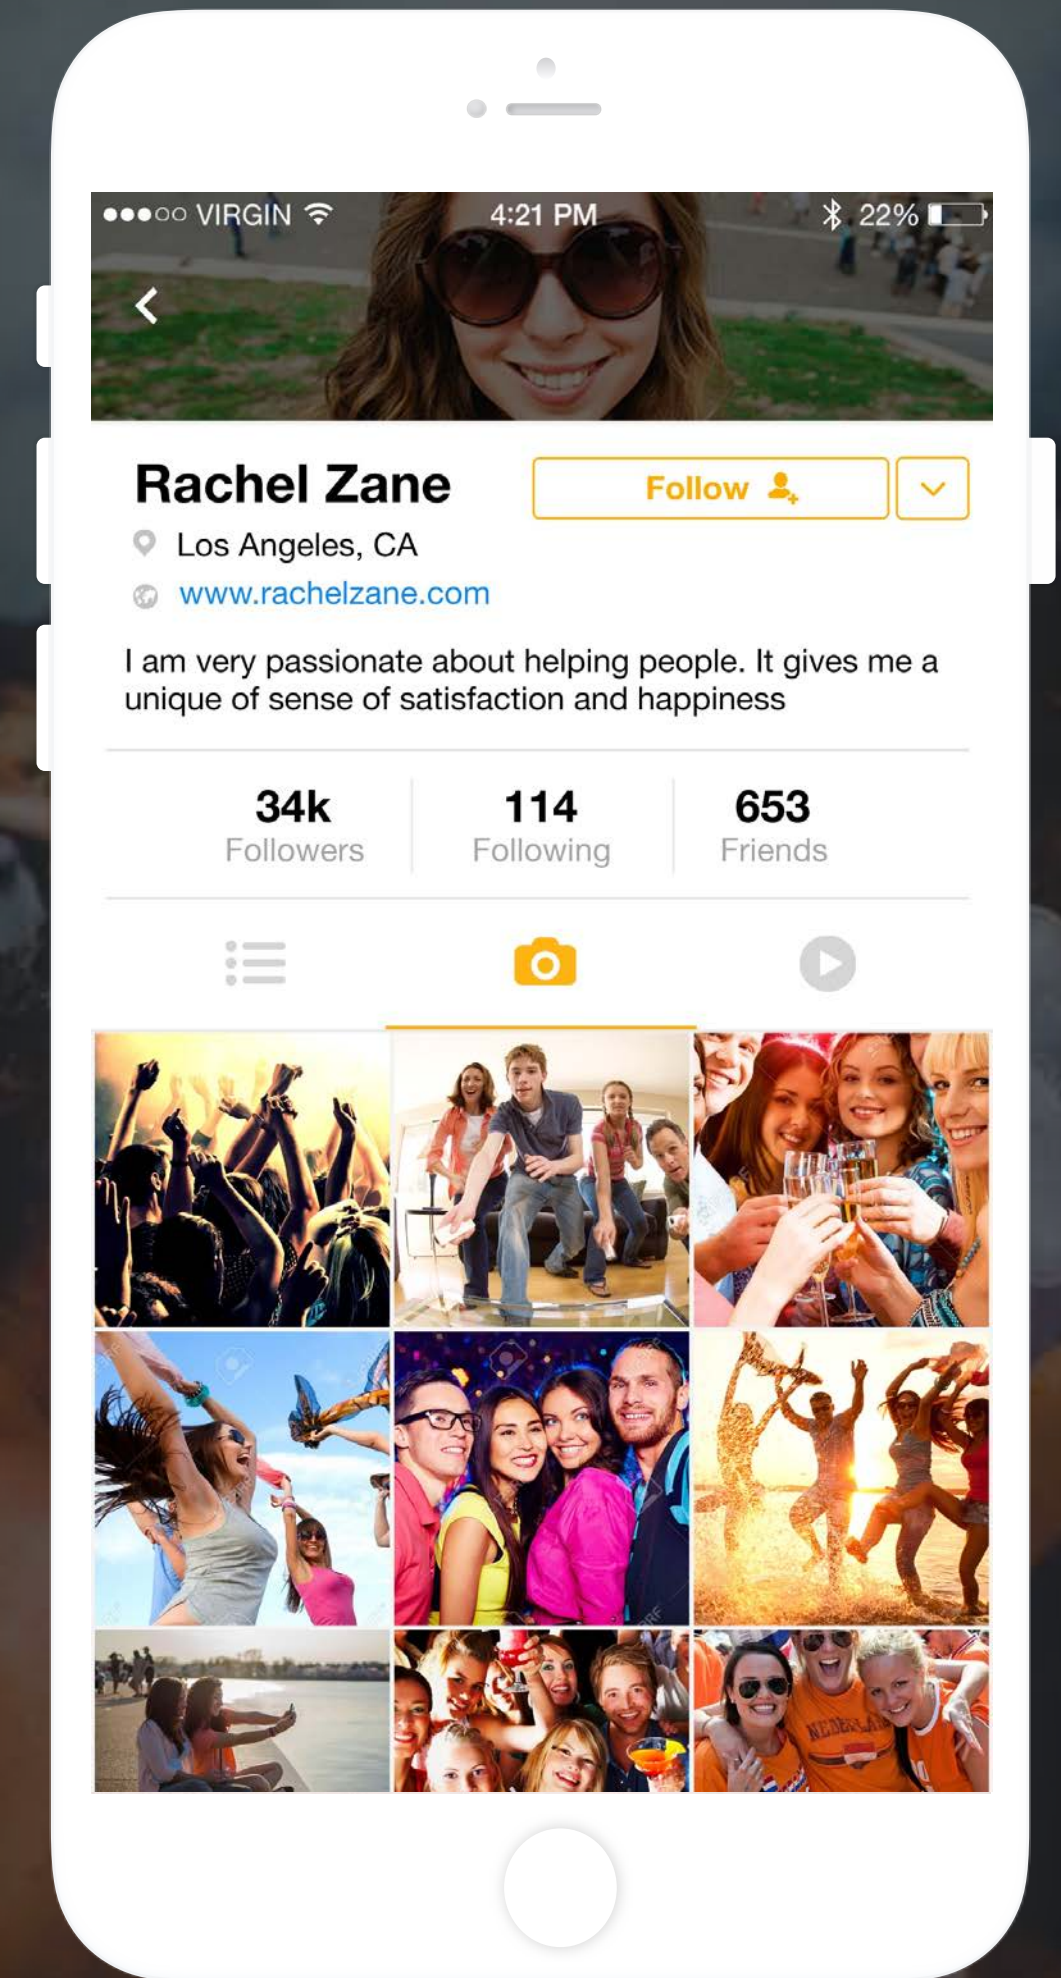 VIRGIN 4:21 PM 22%
Rachel Zane Follow
Los Angeles, CA
www.rachelzane.com
I am very passionate about helping people. It gives me a
unique of sense of satisfaction and happiness
34k 114 653
Followers Following Friends